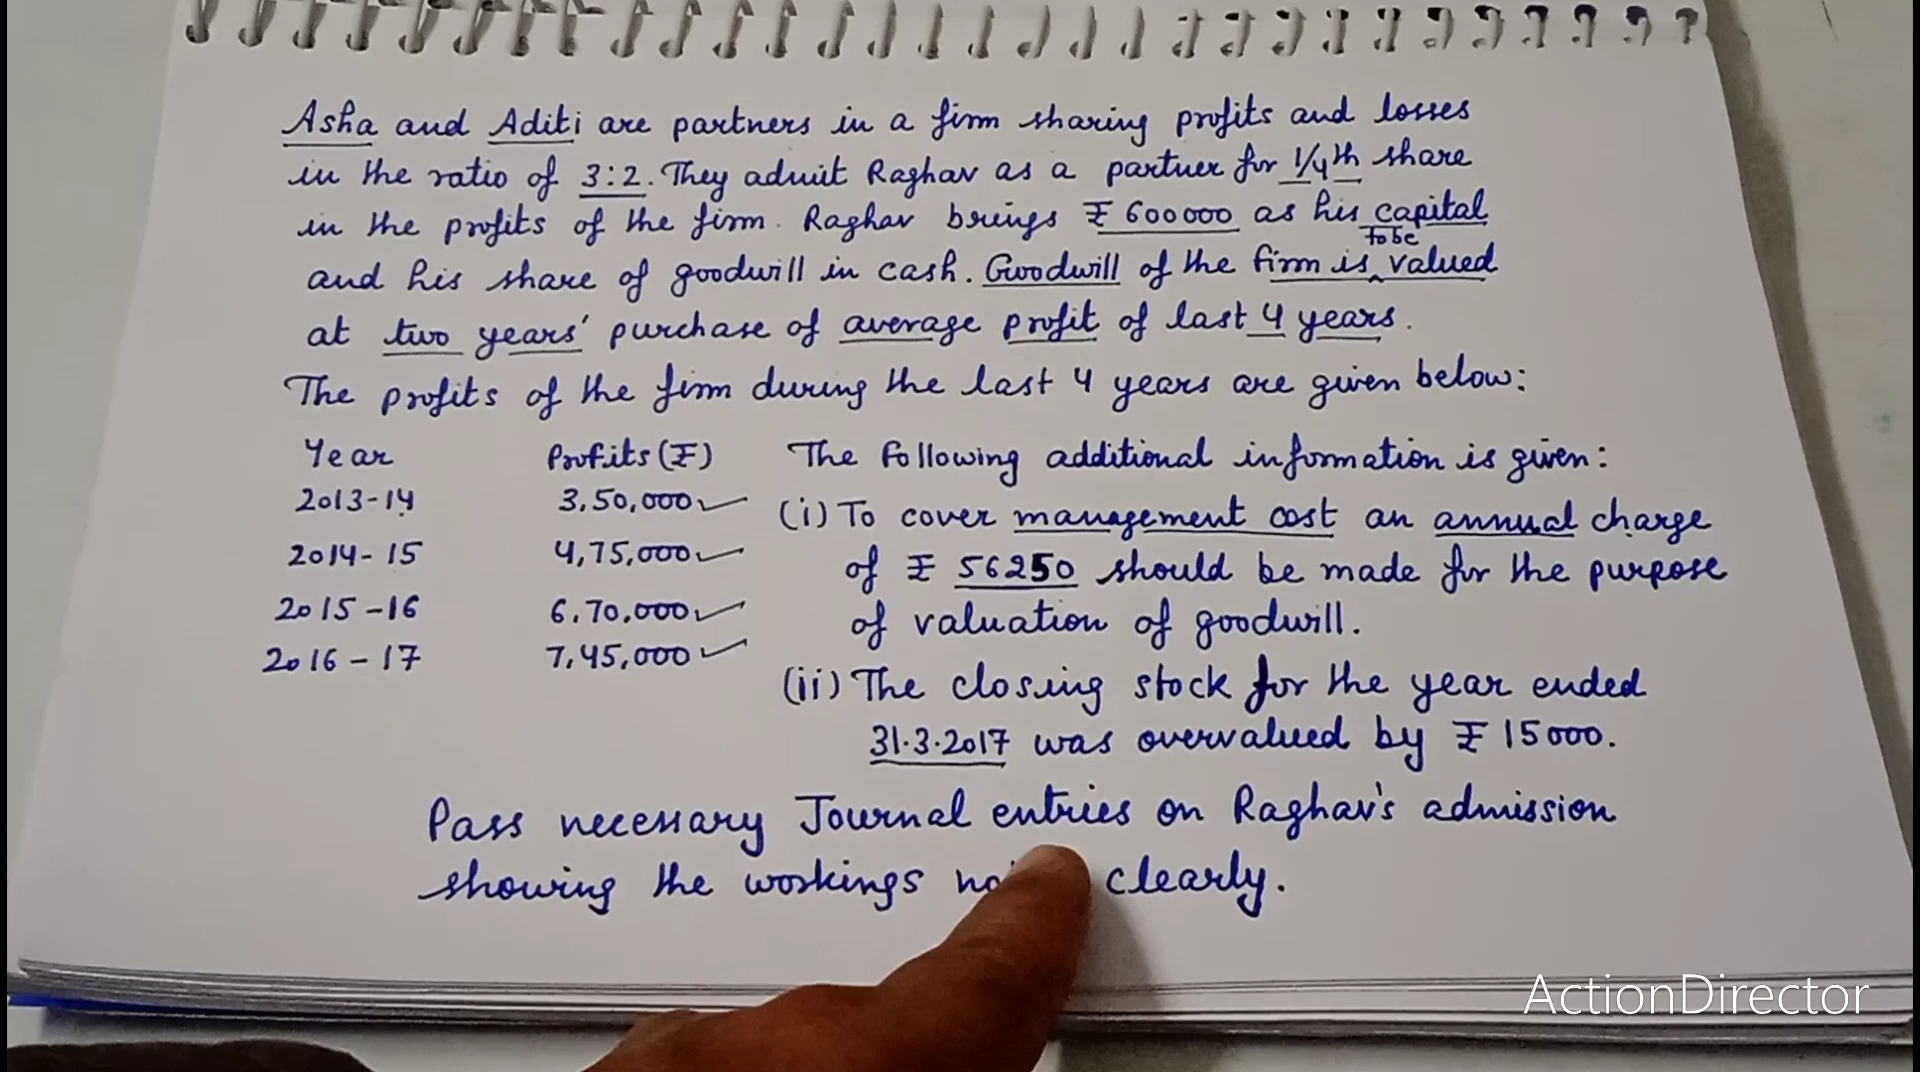 Asha and Aditi are partners in a firm sharing profits and losses
in the ratio of 3:2. They admit Raghav as a partner for 1/4th share
in the profits of the firm. Raghav brings ₹ 600000 as his capital
and his share of goodwill in cash. Goodwill of the firm is to be valued
at two years' purchase of average profit of last 4 years.
The profits of the firm during the last 4 years are given below:
Year Profits (₹)
2013-14 3,50,000
2014-15 4,75,000
2015-16 6,70,000
2016-17 7,45,000
The following additional information is given:
(i) To cover management cost an annual charge
of ₹ 56250 should be made for the purpose
of valuation of goodwill.
(ii) The closing stock for the year ended
31.3.2017 was overvalued by ₹ 15000.
Pass necessary Journal entries on Raghav's admission
showing the workings clearly.
ActionDirector